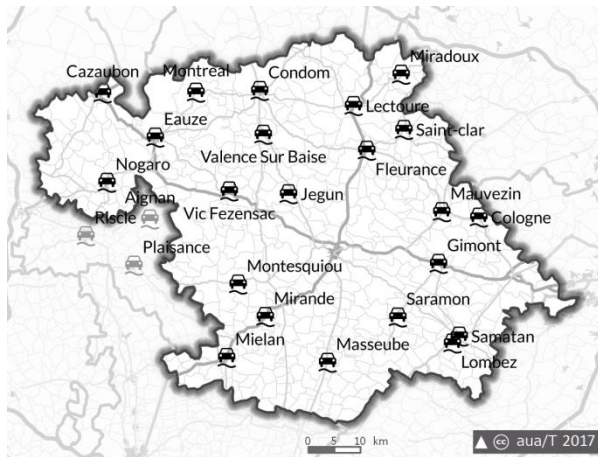 Miradoux
Cazaubon
Montreal
Condom
Lectoure
Eauze
Saint-clar
Valence Sur Baise
Fleurance
Nogaro
Aignan
Jegun
Mauvezin
Riscle
Vic Fezensac
Cologne
Plaisance
Gimont
Montesquiou
Mirande
Saramon
Mielan
Masseube
Samatan
Lombez
0 5 10 km
cc aua/T 2017